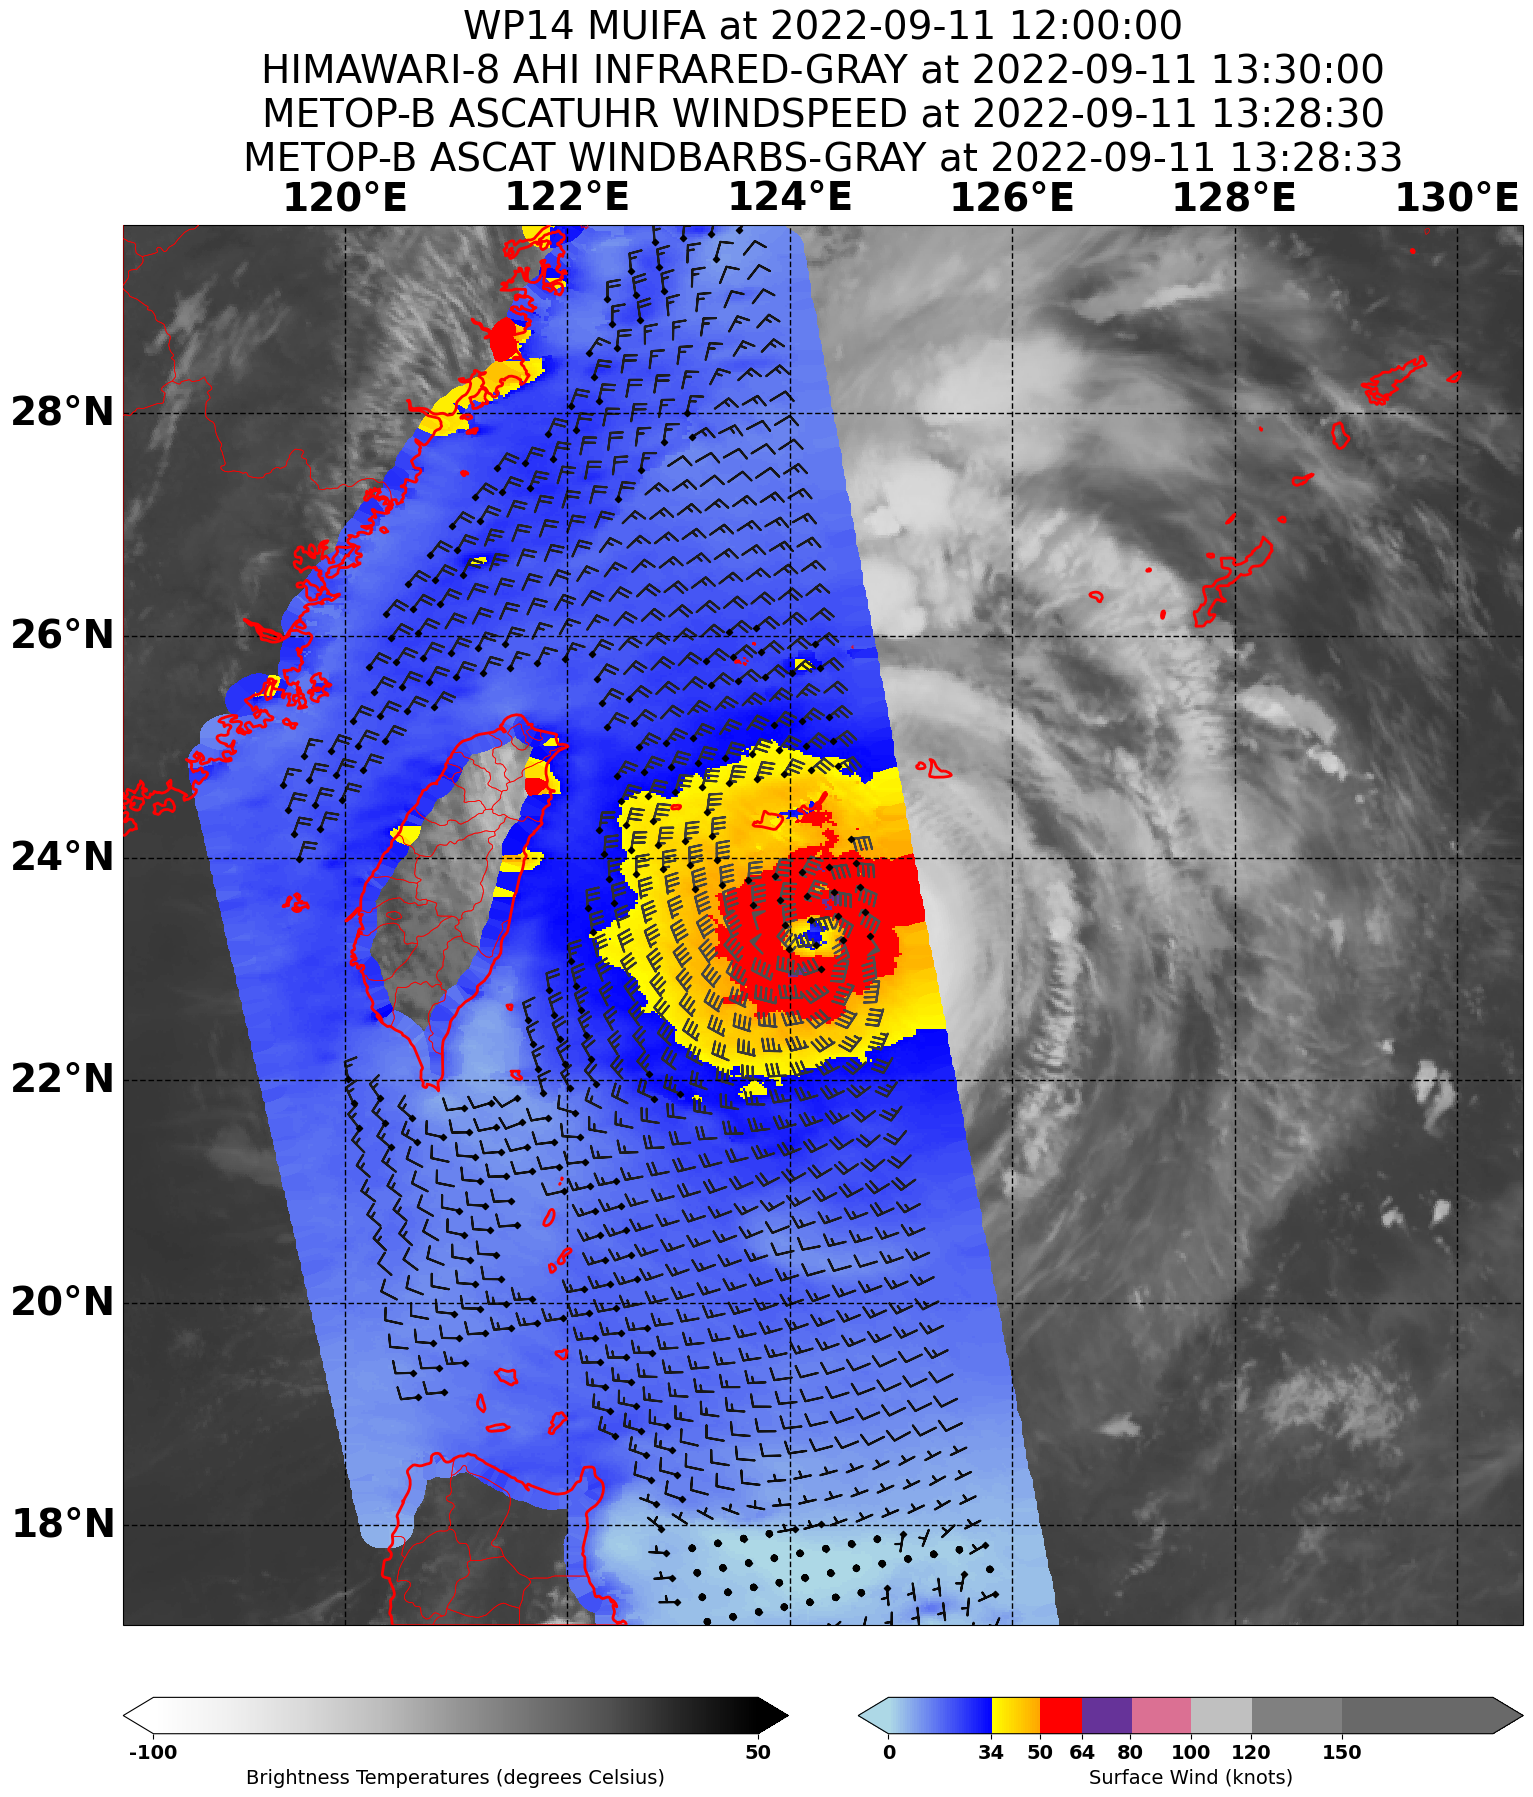 WP14 MUIFA at 2022-09-11 12:00:00
HIMAWARI-8 AHI INFRARED-GRAY at 2022-09-11 13:30:00
METOP-B ASCATUHR WINDSPEED at 2022-09-11 13:28:30
METOP-B ASCAT WINDBARBS-GRAY at 2022-09-11 13:28:33
120°E 122°E 124°E 126°E 128°E 130°E
28°N
26°N
24°N
22°N
20°N
18°N
-100 50
Brightness Temperatures (degrees Celsius)
0 34 50 64 80 100 120 150
Surface Wind (knots)